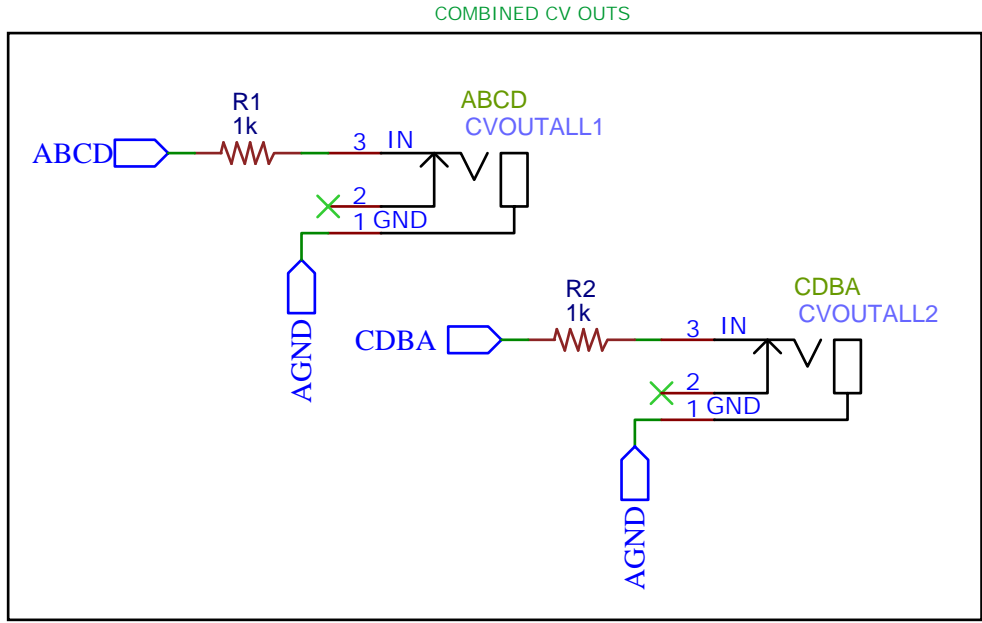 COMBINED CV OUTS
ABCD
R1
1k
ABCD
CVOUTALL1
3 IN
2
1 GND
AGND
CDBA
R2
1k
CDBA
CVOUTALL2
3 IN
2
1 GND
AGND